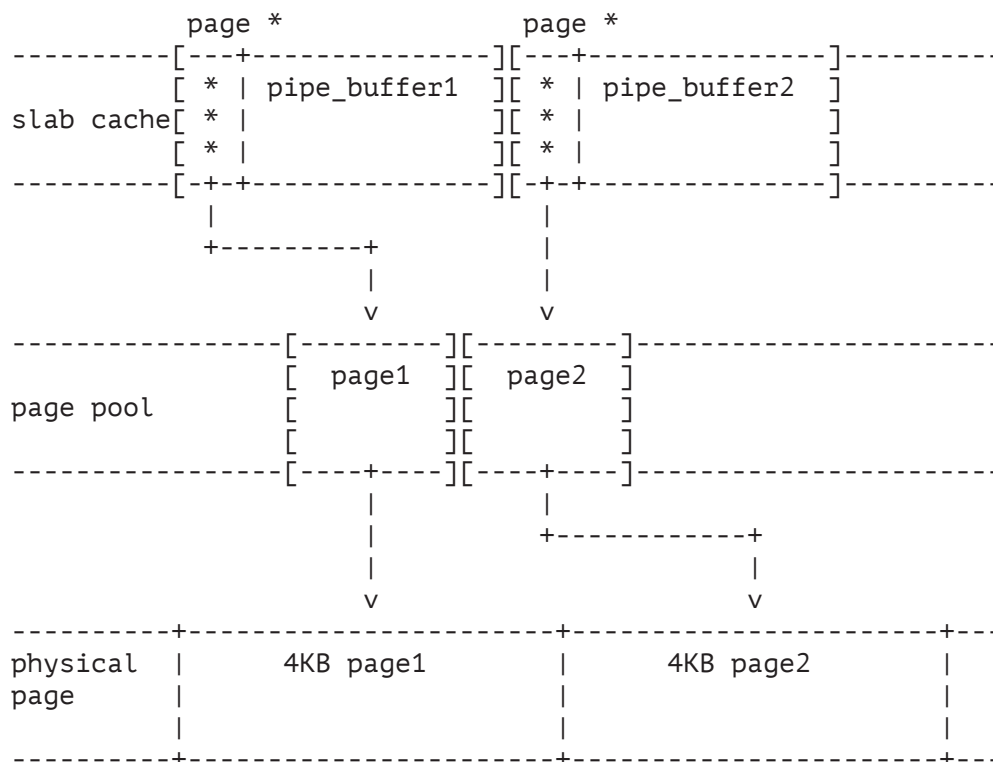 page * page *
----------[---+---------------][---+---------------]----------
[ * | pipe_buffer1 ][ * | pipe_buffer2 ]
slab cache[ * | ][ * | ]
[ * | ][ * | ]
----------[-+-+---------------][-+-+---------------]----------
| |
+----------+ |
| |
v v
-----------------[---------][---------]-----------------------
[ page1 ][ page2 ]
page pool [ ][ ]
[ ][ ]
-----------------[----+----][----+----]-----------------------
| |
| +-------------+
| |
v v
----------+-----------------------+-----------------------+---
physical | 4KB page1 | 4KB page2 |
page | | |
| | |
----------+-----------------------+-----------------------+---